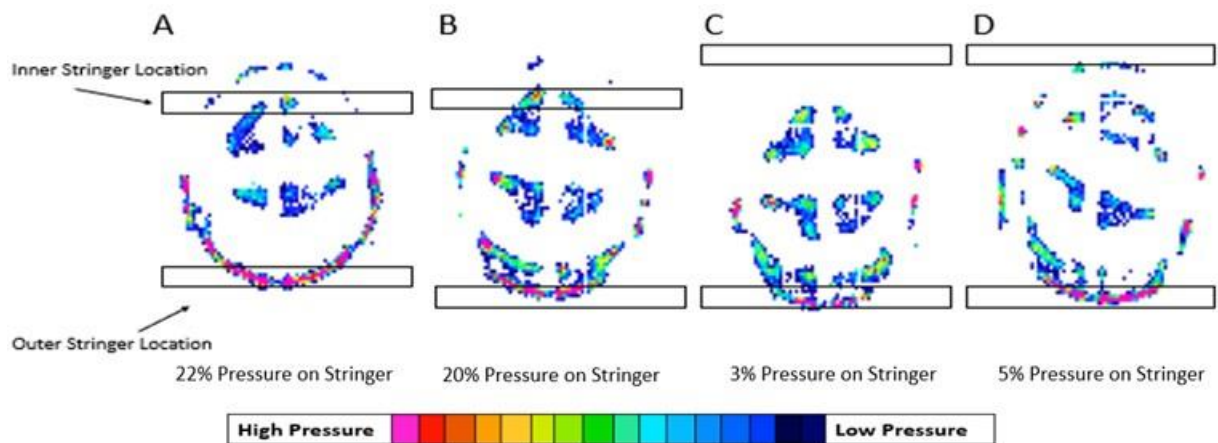 A B C D
Inner Stringer Location
Outer Stringer Location
22% Pressure on Stringer 20% Pressure on Stringer 3% Pressure on Stringer 5% Pressure on Stringer
High Pressure Low Pressure